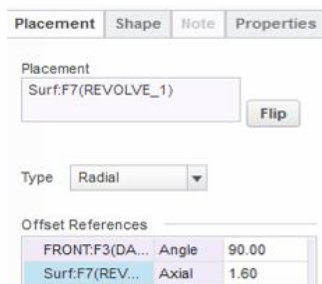 Placement Shape Note Properties
Placement
Surf:F7(REVOLVE_1)
Flip
Type Radial
Offset References
FRONT:F3(DA... Angle 90.00
Surf:F7(REV... Axial 1.60